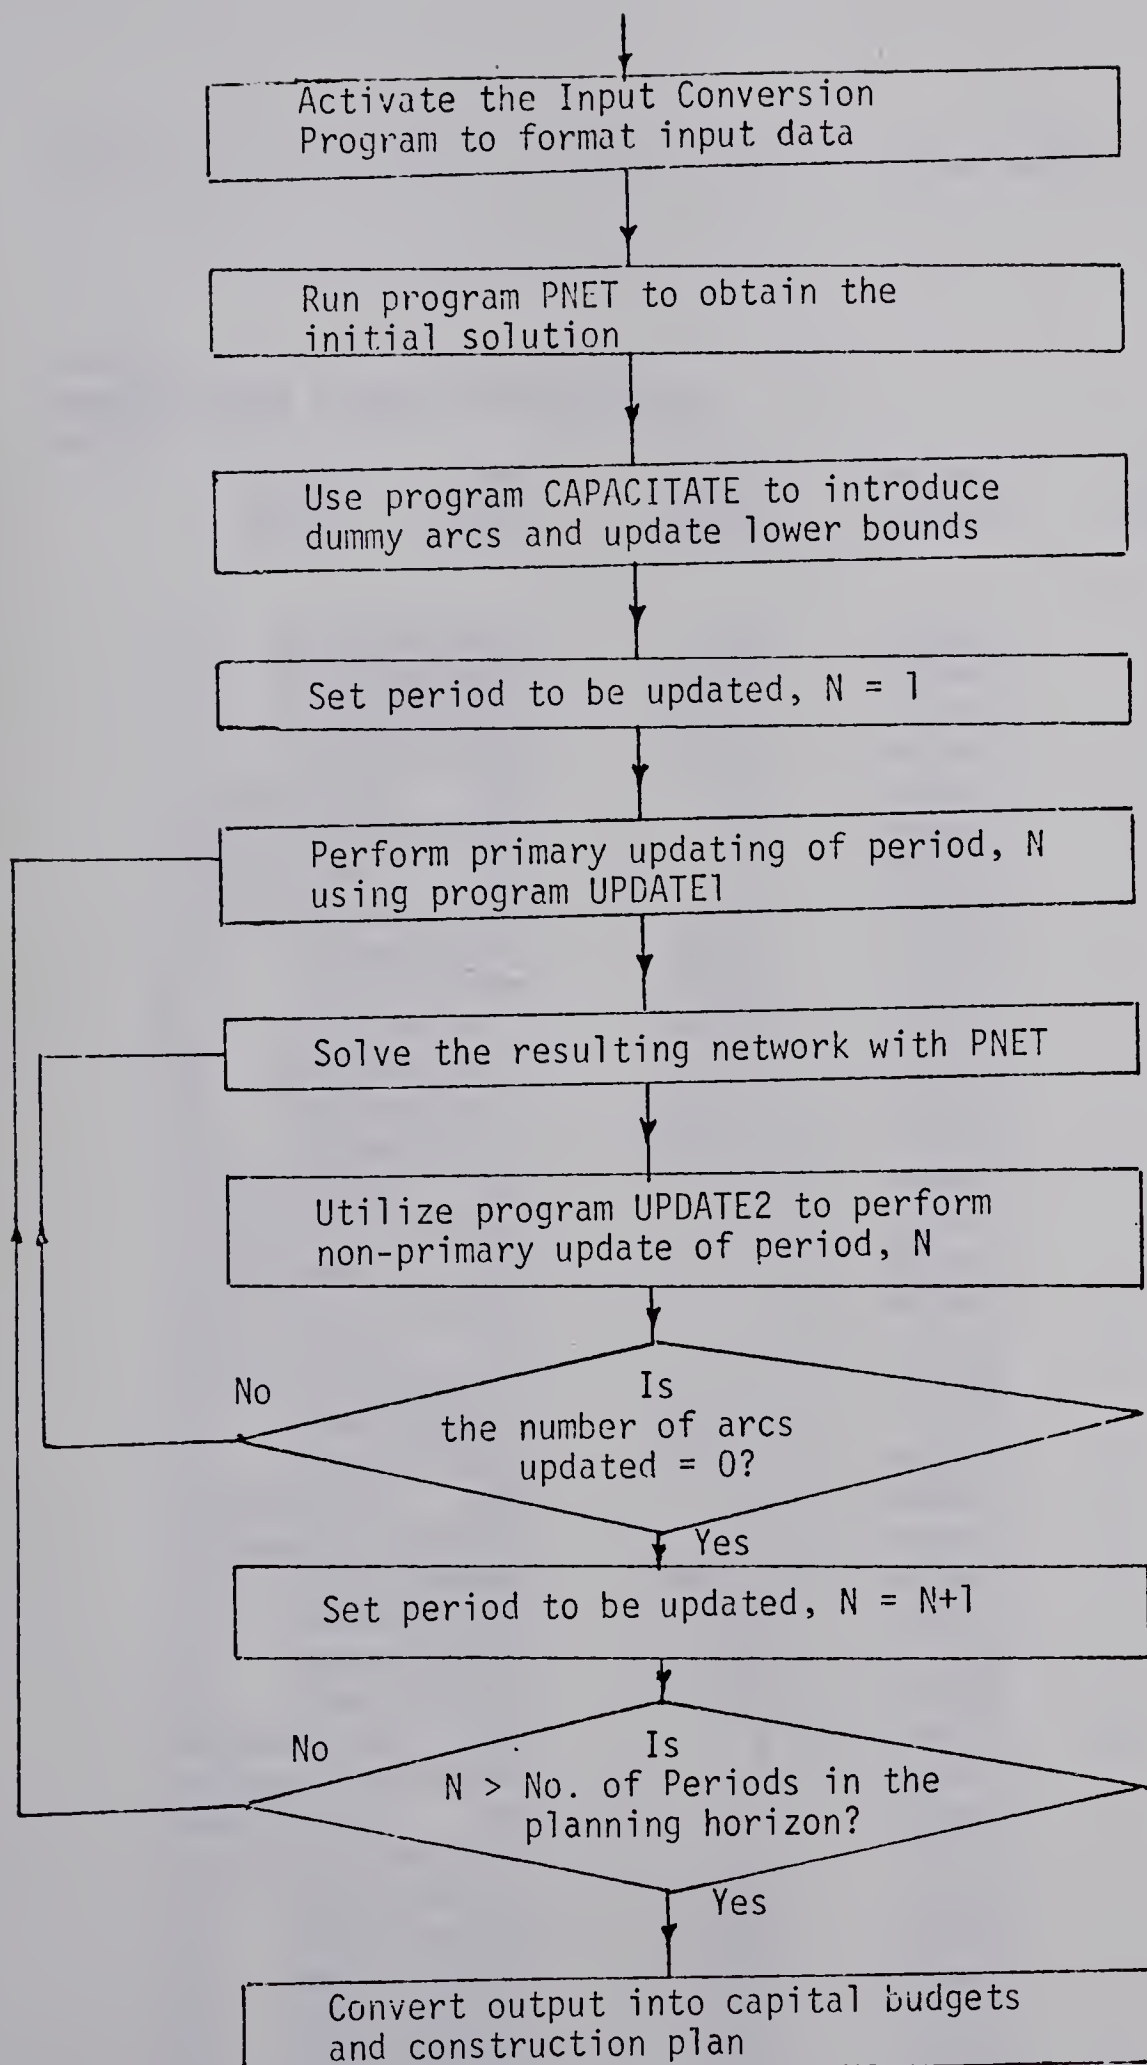 Activate the Input Conversion
Program to format input data
Run program PNET to obtain the
initial solution
Use program CAPACITATE to introduce
dummy arcs and update lower bounds
Set period to be updated, N = 1
Perform primary updating of period, N
using program UPDATE1
Solve the resulting network with PNET
Utilize program UPDATE2 to perform
non-primary update of period, N
No
Is
the number of arcs
updated = 0?
Yes
Set period to be updated, N = N+1
No
Is
N > No. of Periods in the
planning horizon?
Yes
Convert output into capital budgets
and construction plan